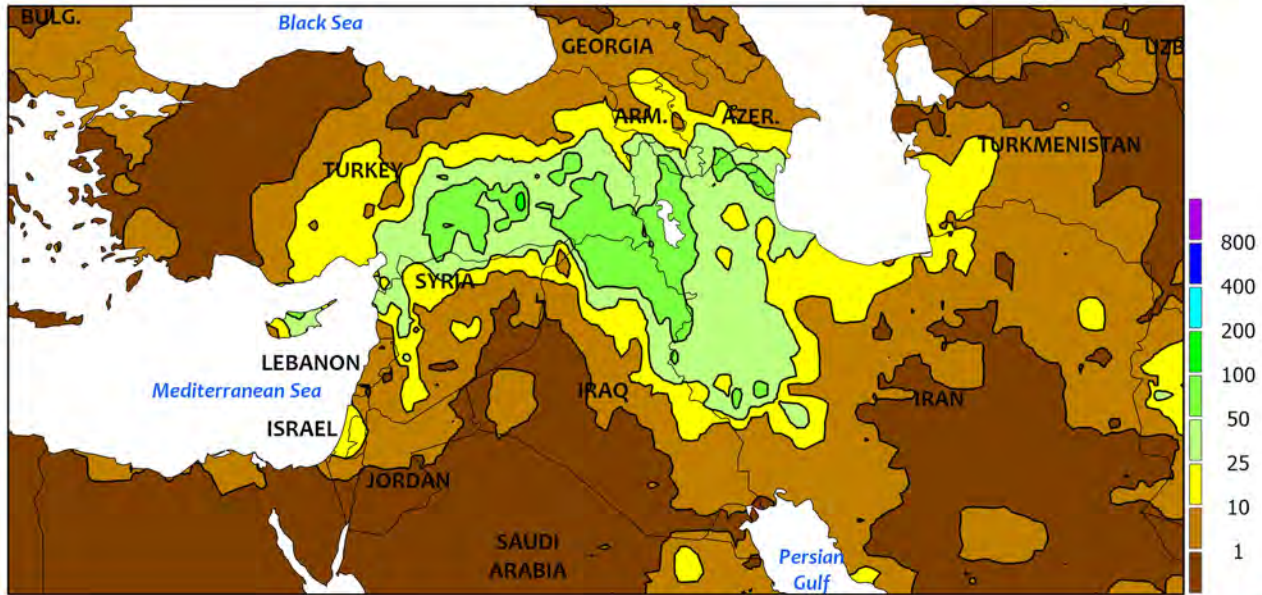 BULG.
Black Sea
GEORGIA
UZB
ARM.
AZER.
TURKMENISTAN
TURKEY
SYRIA
LEBANON
Mediterranean Sea
IRAQ
IRAN
ISRAEL
JORDAN
SAUDI
ARABIA
Persian
Gulf
800
400
200
100
50
25
10
1